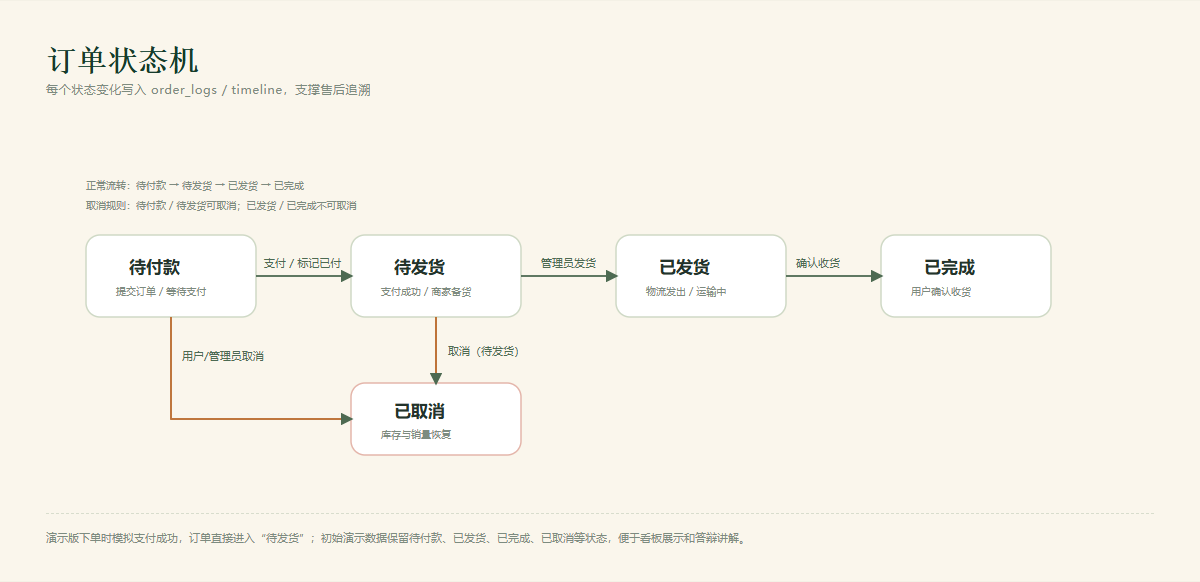 订单状态机
每个状态变化写入 order_logs / timeline，支撑售后追溯
正常流转：待付款 → 待发货 → 已发货 → 已完成
取消规则：待付款 / 待发货可取消；已发货 / 已完成不可取消
待付款
提交订单 / 等待支付
支付 / 标记已付
待发货
支付成功 / 商家备货
管理员发货
已发货
物流发出 / 运输中
确认收货
已完成
用户确认收货
用户/管理员取消
取消（待发货）
已取消
库存与销量恢复
演示版下单时模拟支付成功，订单直接进入“待发货”；初始演示数据保留待付款、已发货、已完成、已取消等状态，便于看板展示和答辩讲解。